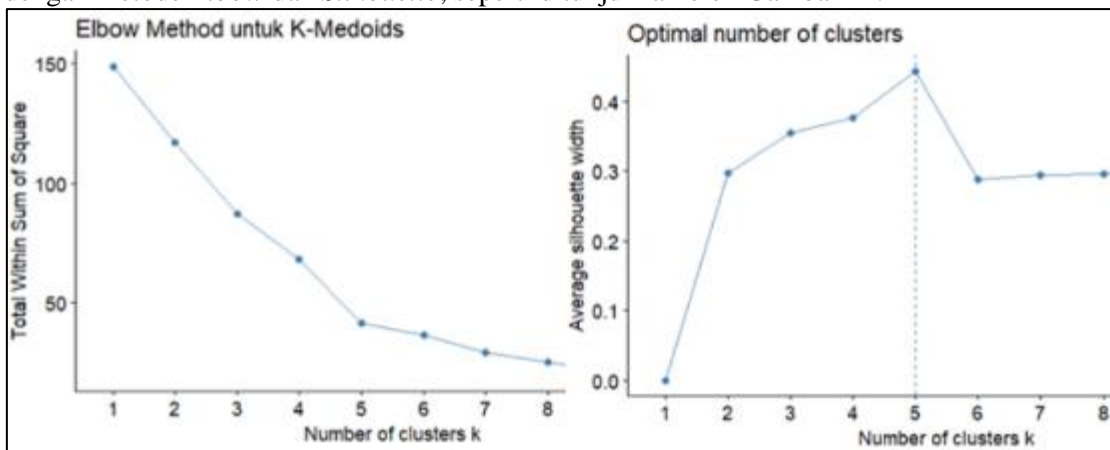 dengan metode Elbow dan Silhouette, seperti ditunjukkan oleh Gambar
Elbow Method untuk K-Medoids
Total Within Sum of Square
150
100
50
1 2 3 4 5 6 7 8
Number of clusters k
Optimal number of clusters
Average silhouette width
0.4
0.3
0.2
0.1
0.0
1 2 3 4 5 6 7 8
Number of clusters k